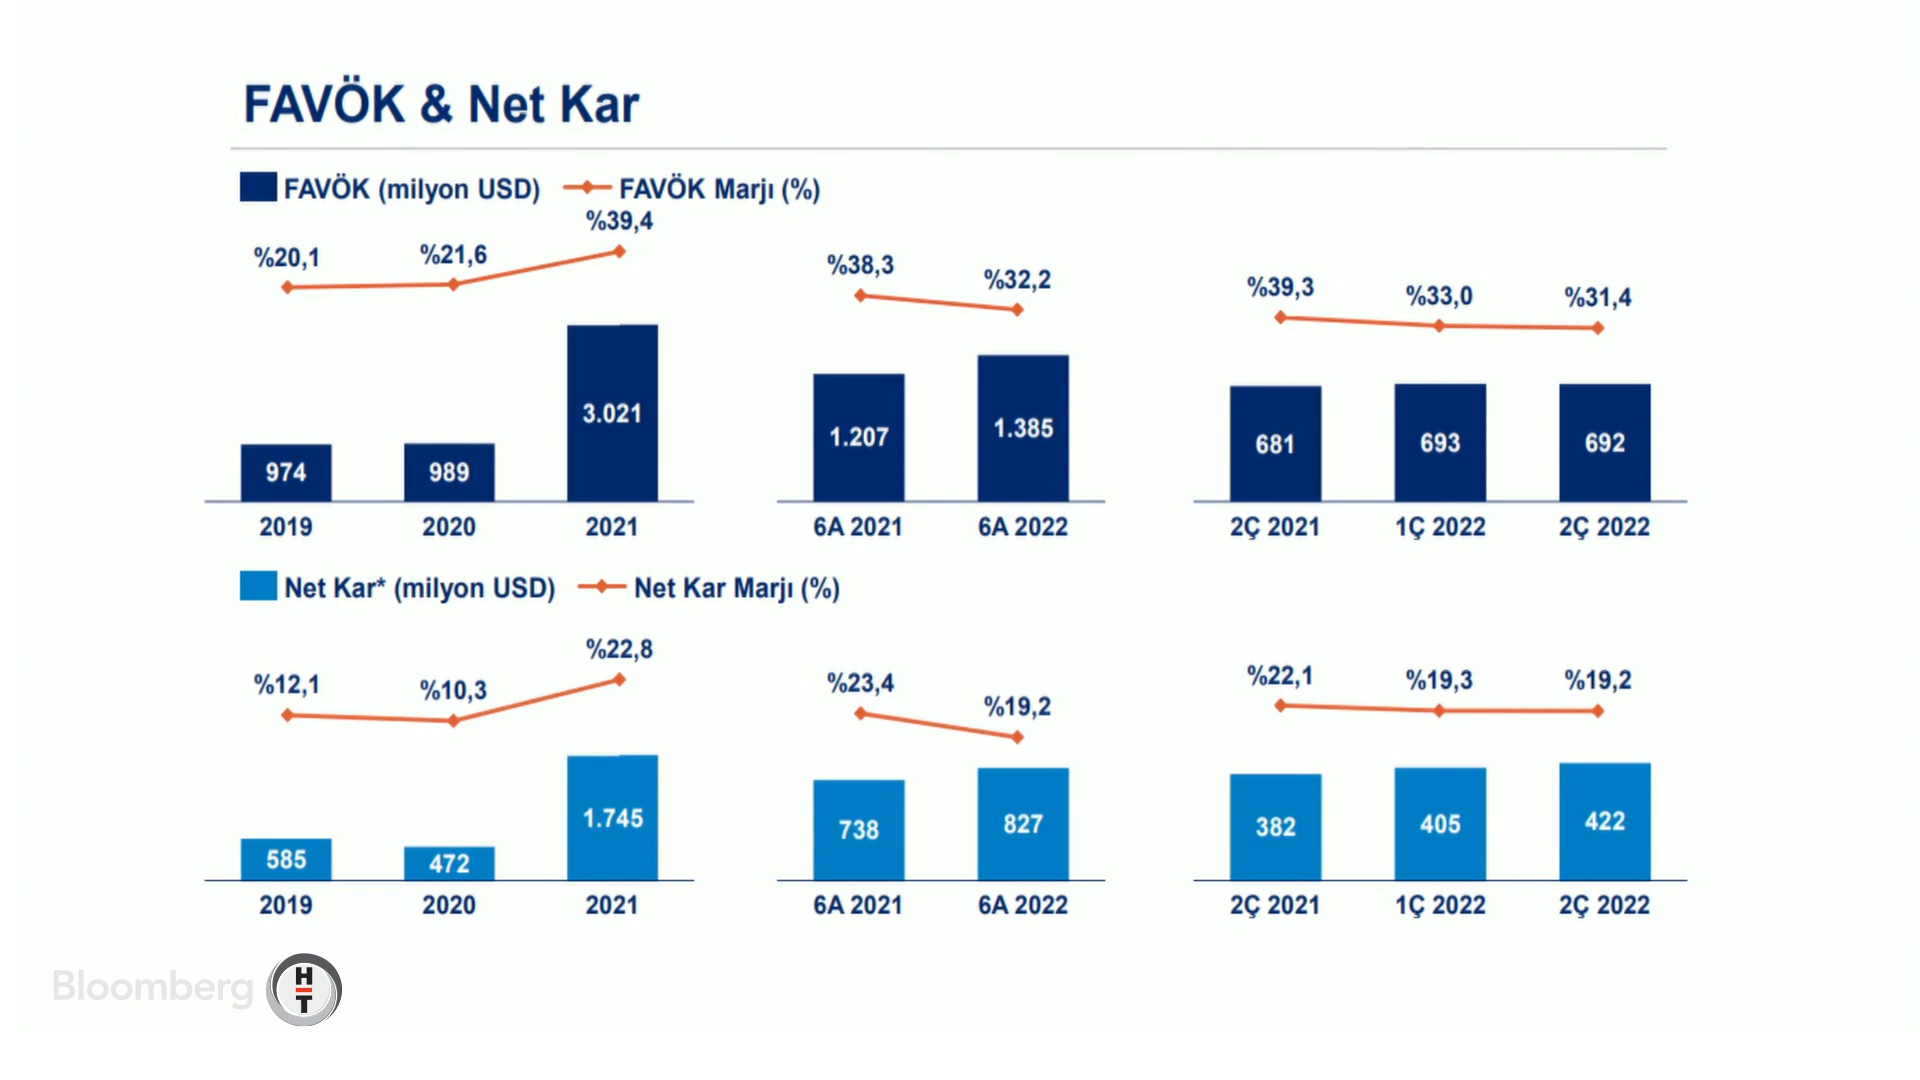 FAVÖK & Net Kar
FAVÖK (milyon USD) FAVÖK Marjı (%)
%20,1 %21,6 %39,4
%38,3 %32,2
%39,3 %33,0 %31,4
974 989 3.021
1.207 1.385
681 693 692
2019 2020 2021
6A 2021 6A 2022
2Ç 2021 1Ç 2022 2Ç 2022
Net Kar* (milyon USD) Net Kar Marjı (%)
%12,1 %10,3 %22,8
%23,4 %19,2
%22,1 %19,3 %19,2
585 472 1.745
738 827
382 405 422
2019 2020 2021
6A 2021 6A 2022
2Ç 2021 1Ç 2022 2Ç 2022
Bloomberg HT